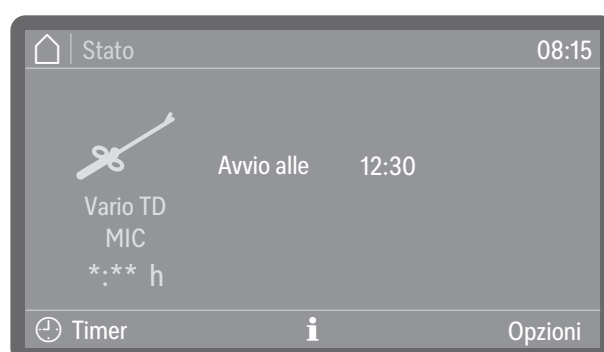 Stato 08:15
Avvio alle 12:30
Vario TD
MIC
*:** h
Timer i Opzioni